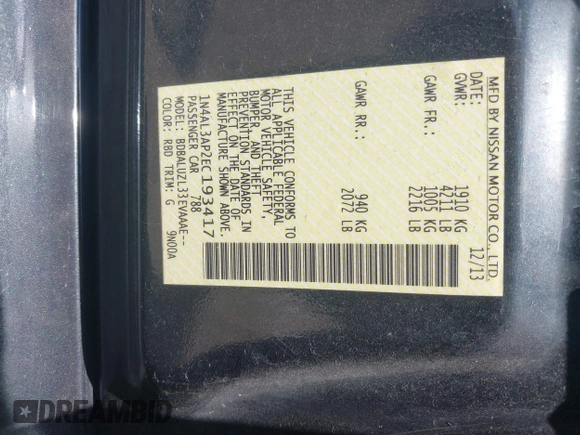 MFD BY NISSAN MOTOR CO., LTD.
DATE: 12/13
GVWR: 1910 KG
4211 LB
GAWR FR.: 1005 KG
2216 LB
GAWR RR.: 940 KG
2072 LB
THIS VEHICLE CONFORMS TO
ALL APPLICABLE FEDERAL
MOTOR VEHICLE SAFETY,
BUMPER, AND THEFT
PREVENTION STANDARDS IN
EFFECT ON THE DATE OF
MANUFACTURE SHOWN ABOVE.
1N4AL3AP2EC193417
PASSENGER CAR 788
MODEL: BDBALUZL33EVAAAE--
COLOR: RBD TRIM: G 9N00A
DREAMBID